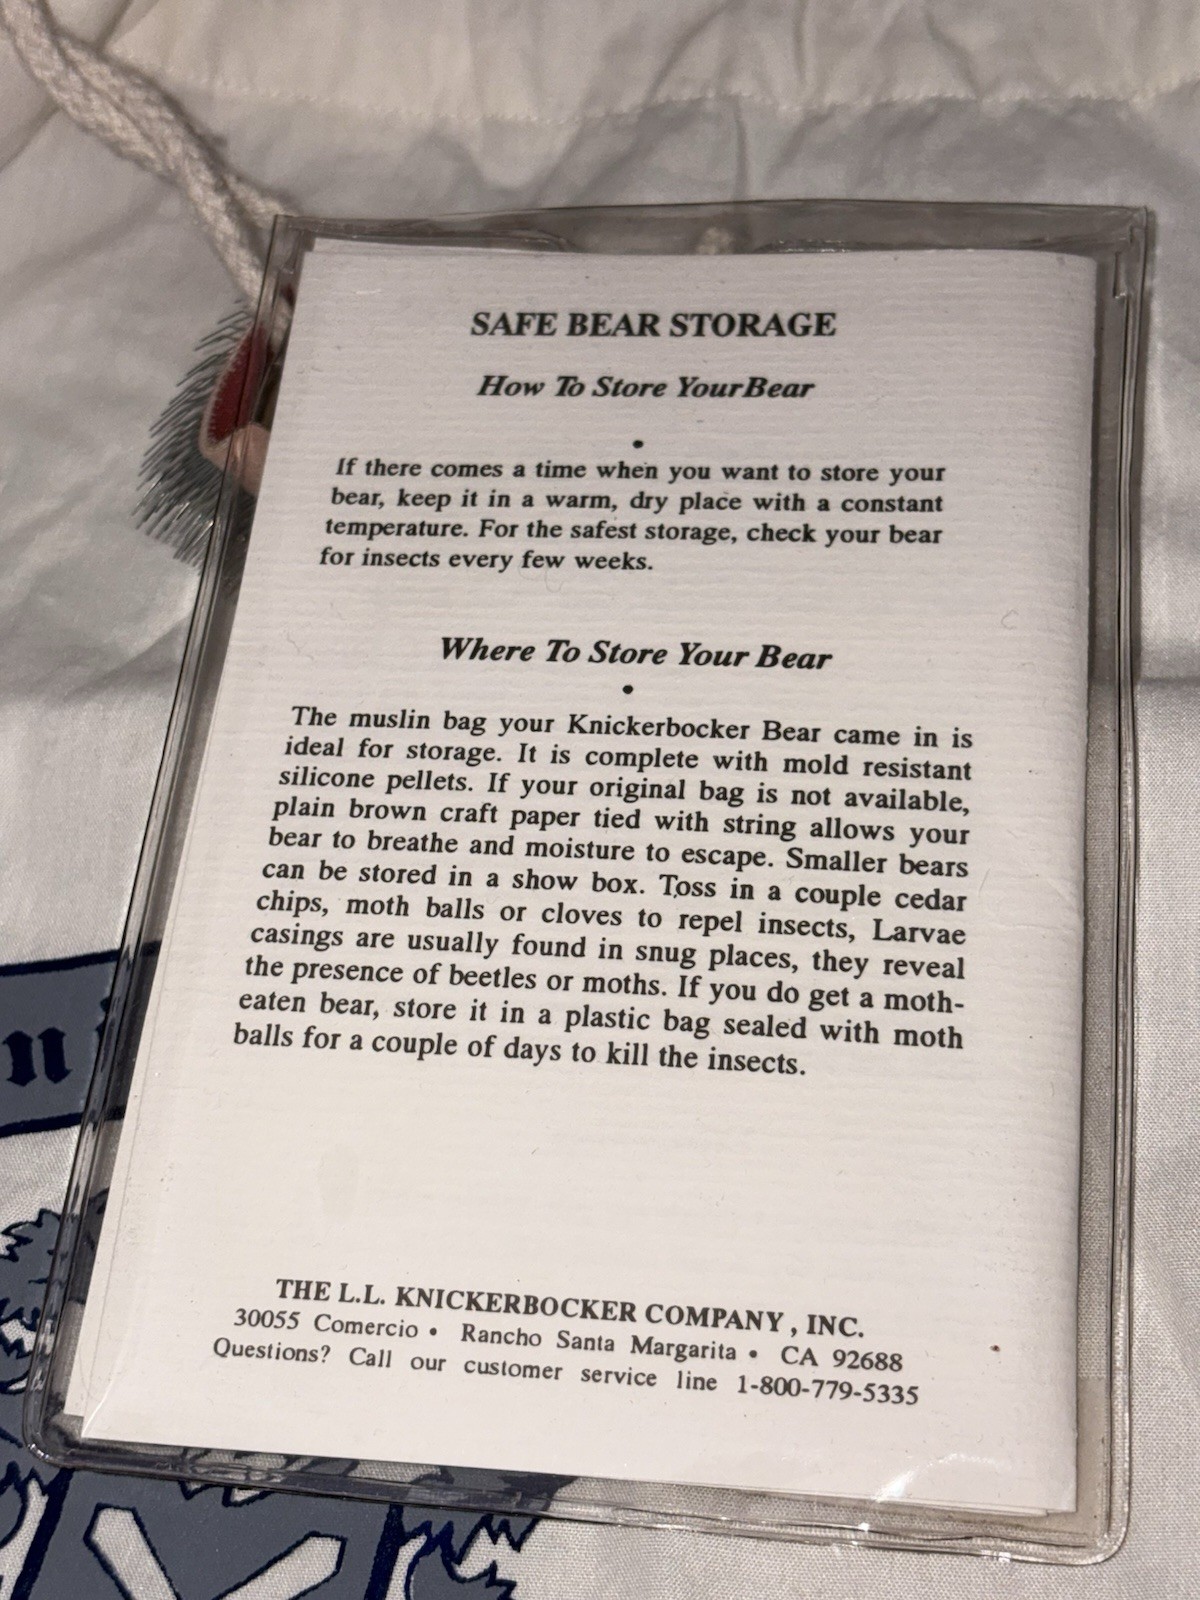 SAFE BEAR STORAGE
How To Store YourBear
•
If there comes a time when you want to store your
bear, keep it in a warm, dry place with a constant
temperature. For the safest storage, check your bear
for insects every few weeks.
Where To Store Your Bear
•
The muslin bag your Knickerbocker Bear came in is
ideal for storage. It is complete with mold resistant
silicone pellets. If your original bag is not available,
plain brown craft paper tied with string allows your
bear to breathe and moisture to escape. Smaller bears
can be stored in a show box. Toss in a couple cedar
chips, moth balls or cloves to repel insects, Larvae
casings are usually found in snug places, they reveal
the presence of beetles or moths. If you do get a moth-
eaten bear, store it in a plastic bag sealed with moth
balls for a couple of days to kill the insects.
n
THE L.L. KNICKERBOCKER COMPANY , INC.
30055 Comercio • Rancho Santa Margarita • CA 92688
Questions? Call our customer service line 1-800-779-5335